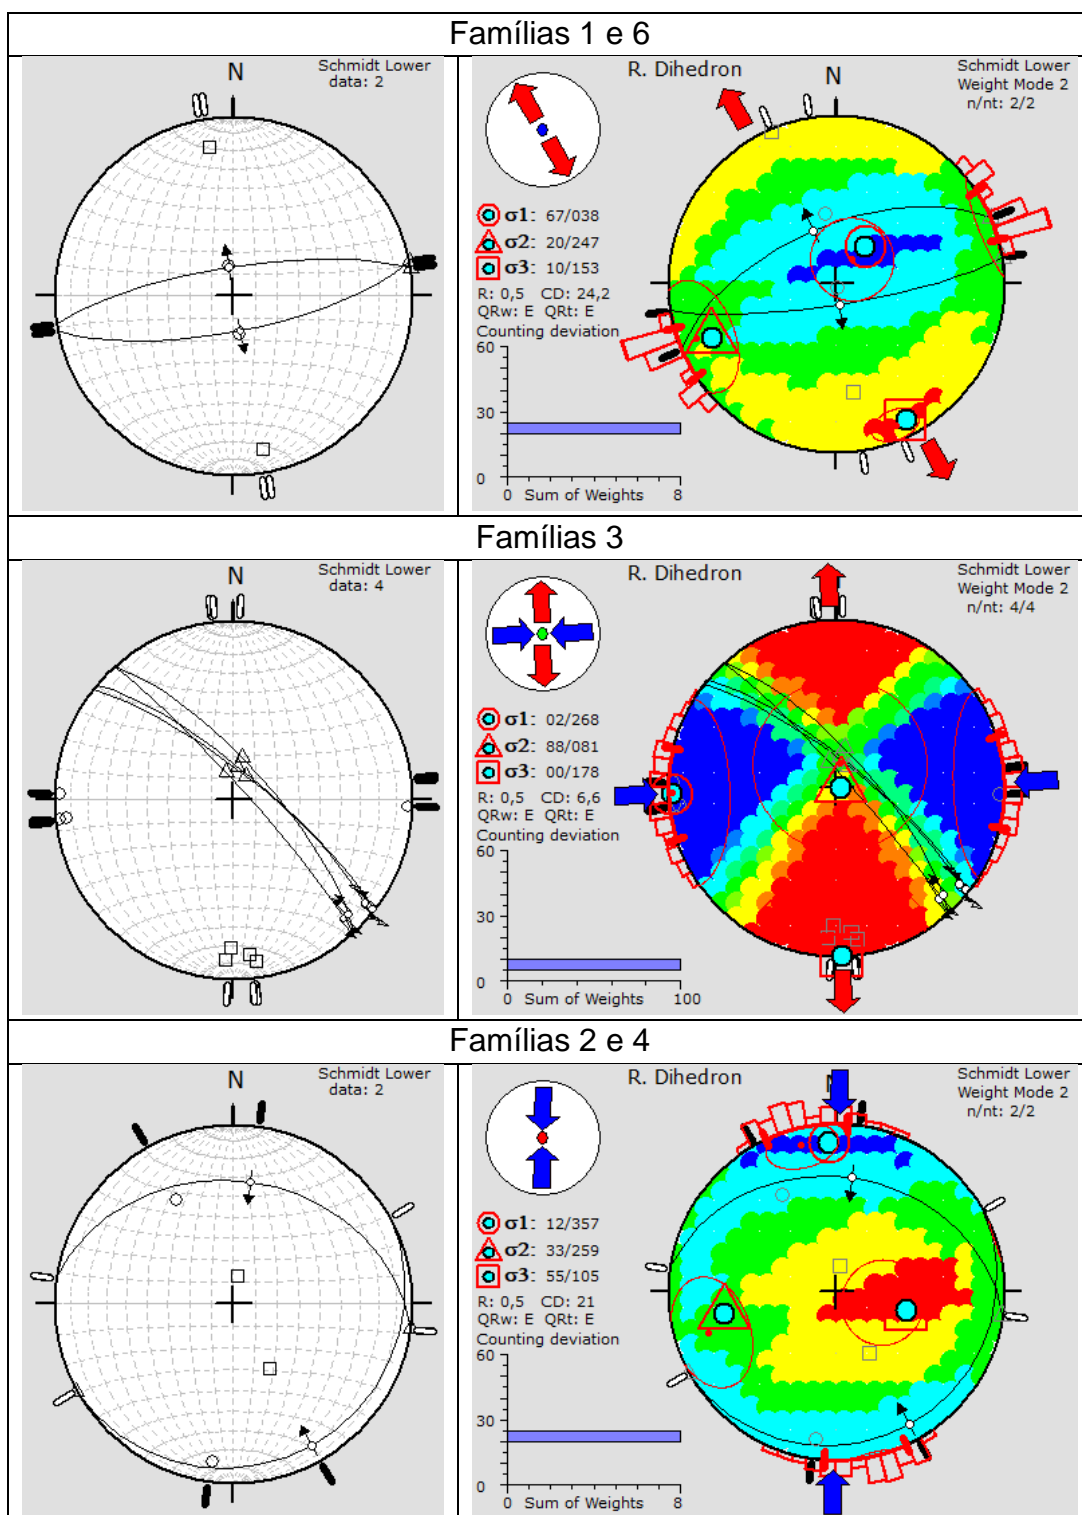 Famílias 1 e 6
N
Schmidt Lower
data: 2
R. Dihedron
N
Schmidt Lower
Weight Mode 2
n/nt: 2/2
σ1: 67/038
σ2: 20/247
σ3: 10/153
R: 0,5 CD: 24,2
QRw: E QRt: E
Counting deviation
60
30
0
0 Sum of Weights 8
Famílias 3
N
Schmidt Lower
data: 4
R. Dihedron
Schmidt Lower
Weight Mode 2
n/nt: 4/4
σ1: 02/268
σ2: 88/081
σ3: 00/178
R: 0,5 CD: 6,6
QRw: E QRt: E
Counting deviation
60
30
0
0 Sum of Weights 100
Famílias 2 e 4
N
Schmidt Lower
data: 2
R. Dihedron
Schmidt Lower
Weight Mode 2
n/nt: 2/2
σ1: 12/357
σ2: 33/259
σ3: 55/105
R: 0,5 CD: 21
QRw: E QRt: E
Counting deviation
60
30
0
0 Sum of Weights 8